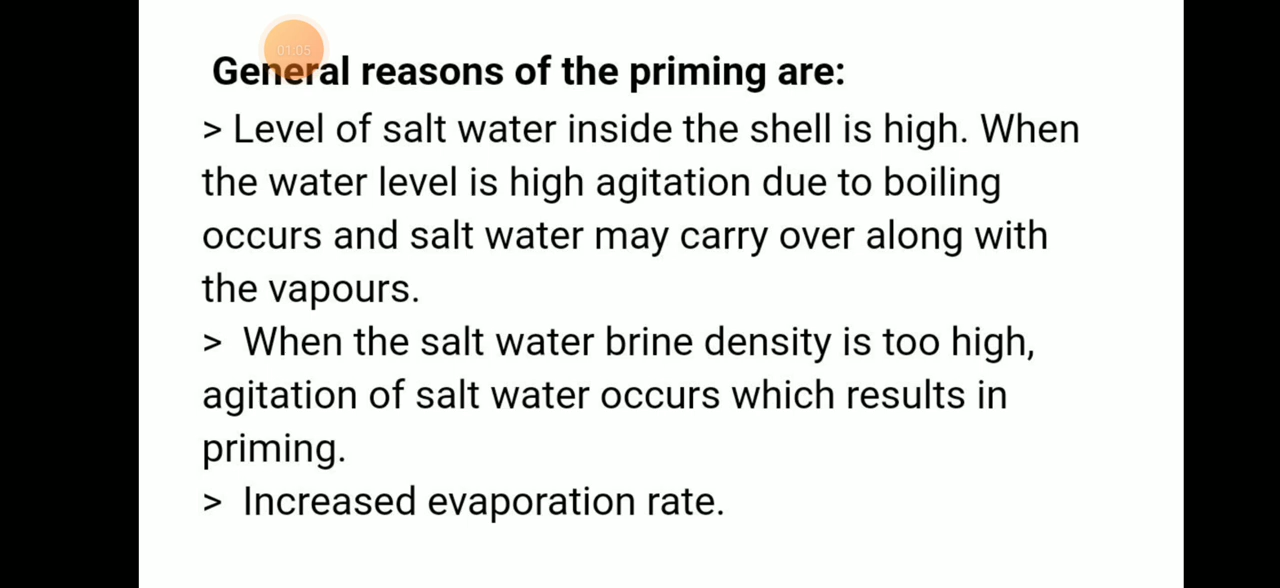 01:05
General reasons of the priming are:
> Level of salt water inside the shell is high. When
the water level is high agitation due to boiling
occurs and salt water may carry over along with
the vapours.
> When the salt water brine density is too high,
agitation of salt water occurs which results in
priming.
> Increased evaporation rate.